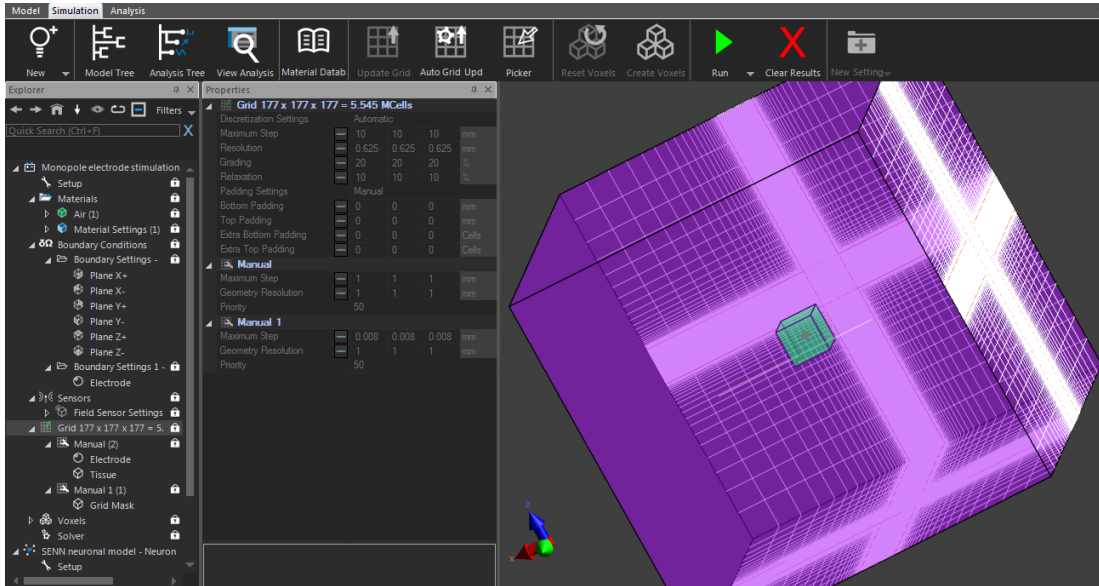 Model Simulation Analysis
New Model Tree Analysis Tree View Analysis Material Datab Update Grid Auto Grid Upd Picker Reset Voxels Create Voxels Run Clear Results New Setting
Explorer
Filters
Quick Search (Ctrl+F)
Monopole electrode stimulation
Setup
Materials
Air (1)
Material Settings (1)
Boundary Conditions
Boundary Settings -
Plane X+
Plane X-
Plane Y+
Plane Y-
Plane Z+
Plane Z-
Boundary Settings 1 -
Electrode
Sensors
Field Sensor Settings
Grid 177 x 177 x 177 = 5.
Manual (2)
Electrode
Tissue
Manual 1 (1)
Grid Mask
Voxels
Solver
SENN neuronal model - Neuron
Setup
Properties
Grid 177 x 177 x 177 = 5.545 MCells
Discretization Settings Automatic
Maximum Step 10 10 10 mm
Resolution 0.625 0.625 0.625 mm
Grading 20 20 20 %
Relaxation 10 10 10 %
Padding Settings Manual
Bottom Padding 0 0 0 mm
Top Padding 0 0 0 mm
Extra Bottom Padding 0 0 0 Cells
Extra Top Padding 0 0 0 Cells
Manual
Maximum Step 1 1 1 mm
Geometry Resolution 1 1 1 mm
Priority 50
Manual 1
Maximum Step 0.008 0.008 0.008 mm
Geometry Resolution 1 1 1 mm
Priority 50
z
x